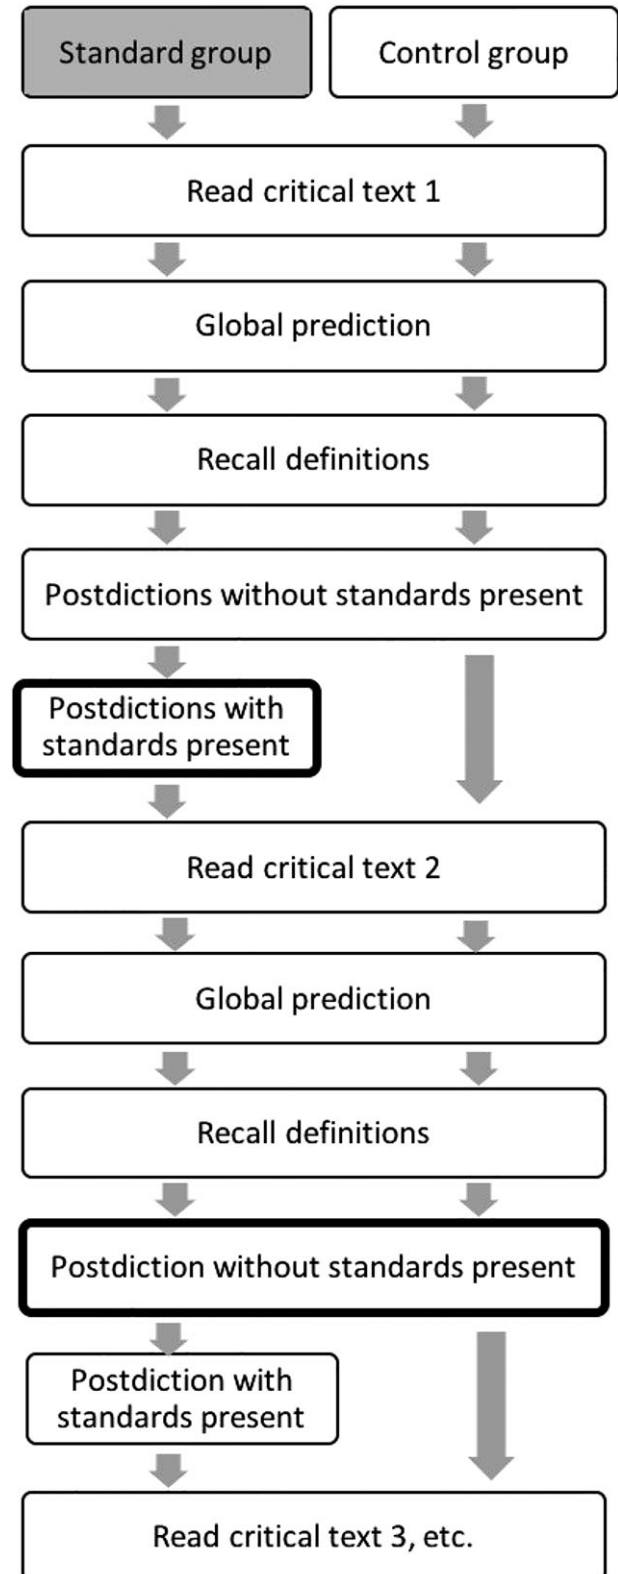 Standard group
Control group
Read critical text 1
Global prediction
Recall definitions
Postdictions without standards present
Postdictions with
standards present
Read critical text 2
Global prediction
Recall definitions
Postdiction without standards present
Postdiction with
standards present
Read critical text 3, etc.